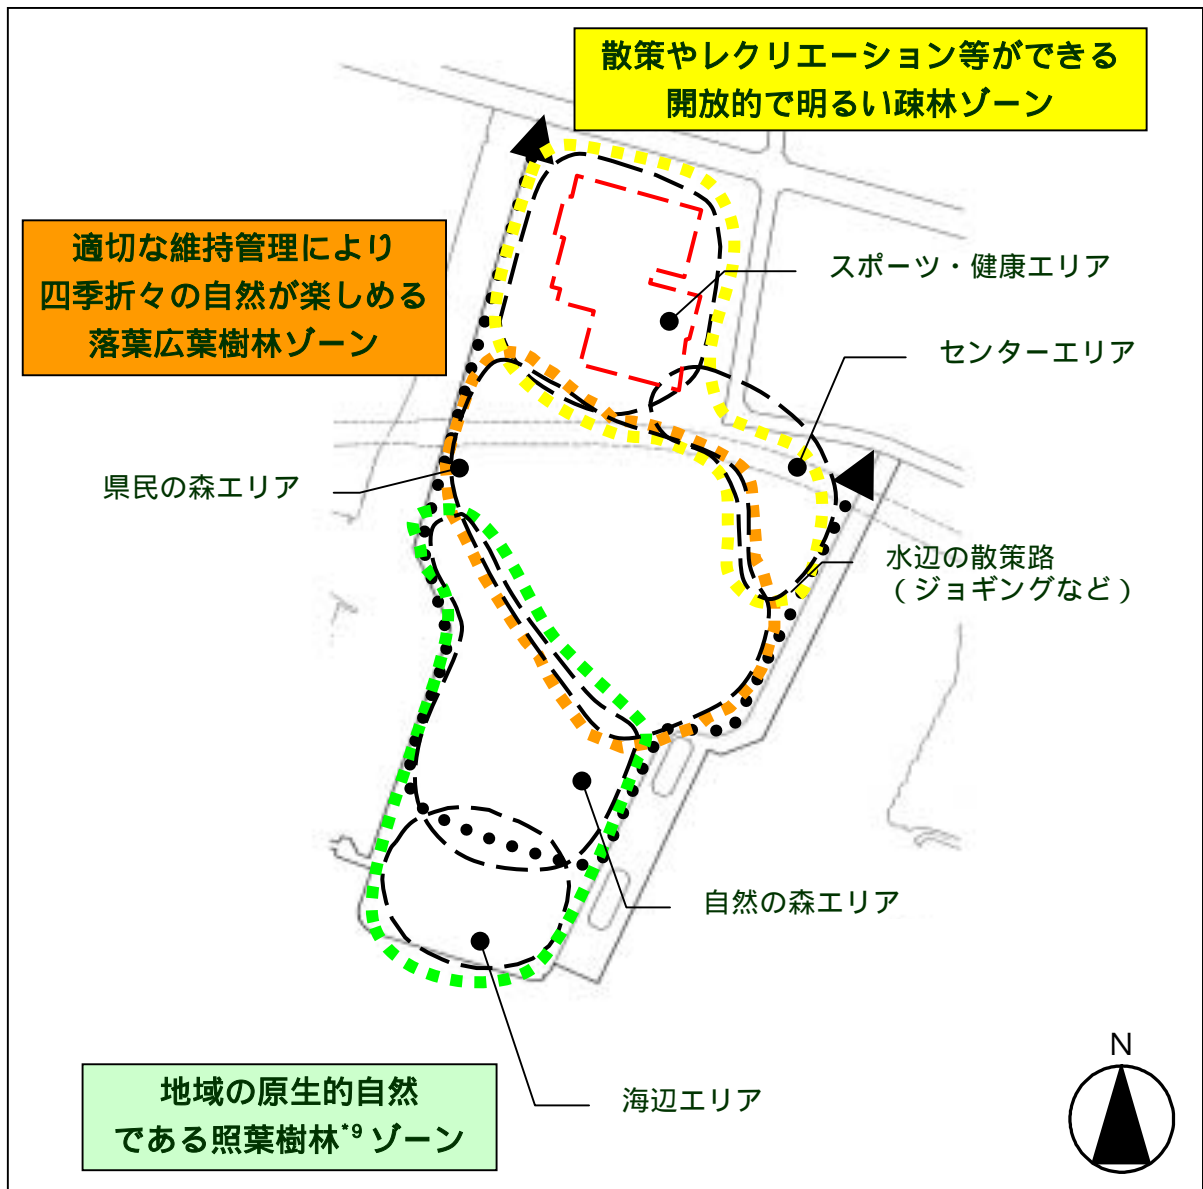 散策やレクリエーション等ができる
開放的で明るい疎林ゾーン
適切な維持管理により
四季折々の自然が楽しめる
落葉広葉樹林ゾーン
スポーツ・健康エリア
センターエリア
県民の森エリア
水辺の散策路
（ジョギングなど）
自然の森エリア
海辺エリア
地域の原生的自然
である照葉樹林*9 ゾーン
N